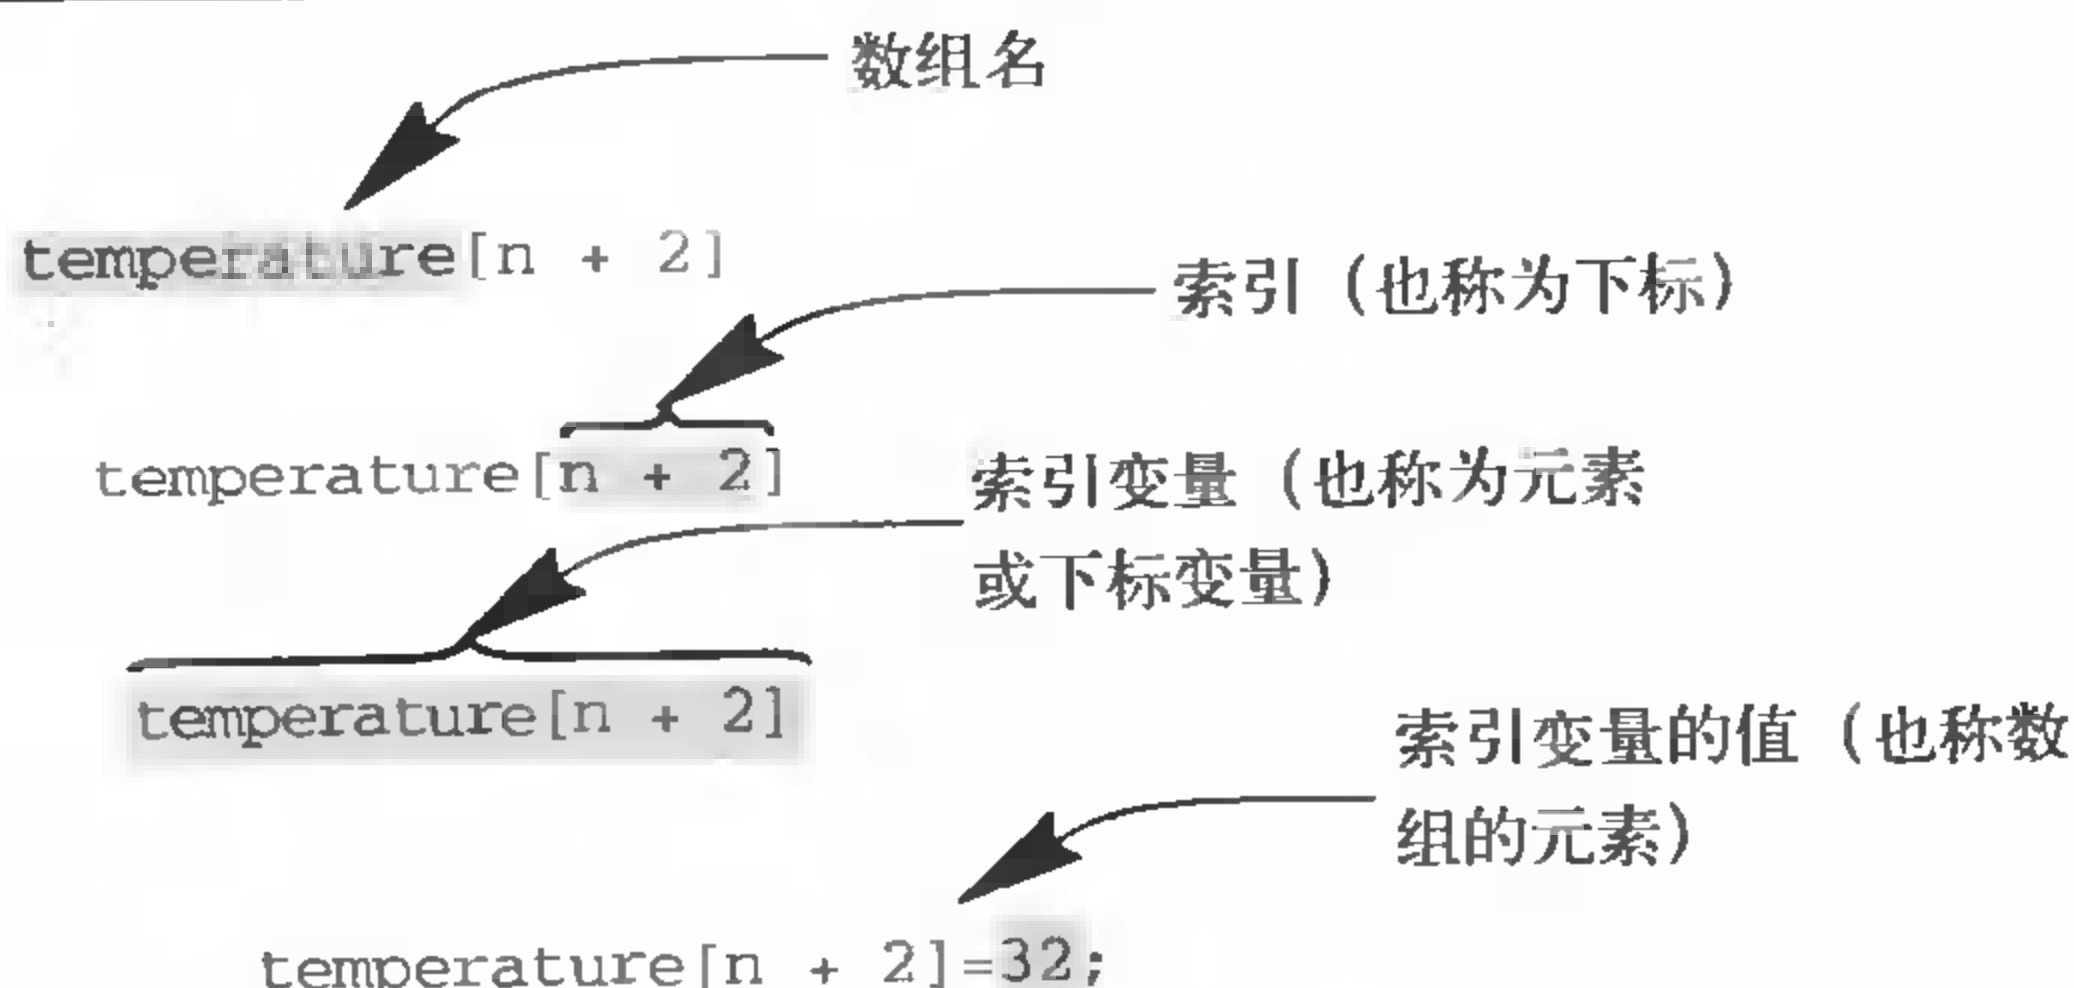 数组名
temperature[n + 2]
索引（也称为下标）
temperature[n + 2]
索引变量（也称为元素
或下标变量）
temperature[n + 2]
索引变量的值（也称数
组的元素）
temperature[n + 2]=32;